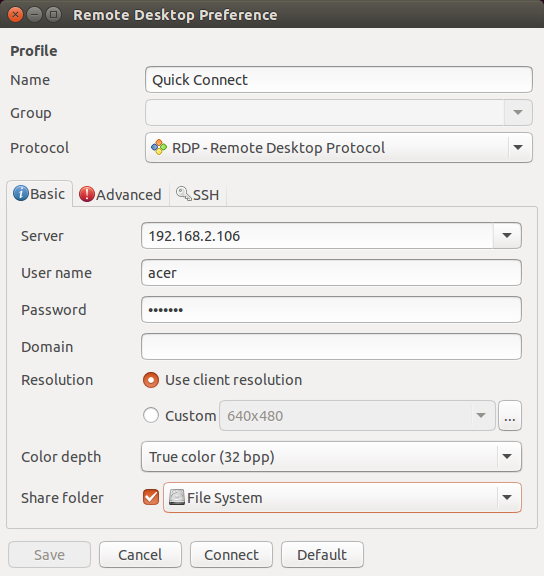 Remote Desktop Preference
Profile
Name Quick Connect
Group
Protocol RDP - Remote Desktop Protocol
Basic Advanced SSH
Server 192.168.2.106
User name acer
Password •••••••
Domain
Resolution Use client resolution
Custom 640x480 ...
Color depth True color (32 bpp)
Share folder File System
Save Cancel Connect Default